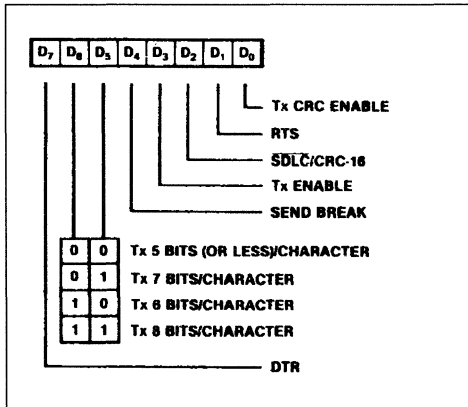 D7 D6 D5 D4 D3 D2 D1 D0
Tx CRC ENABLE
RTS
SDLC/CRC-16
Tx ENABLE
SEND BREAK
0 0 Tx 5 BITS (OR LESS)/CHARACTER
0 1 Tx 7 BITS/CHARACTER
1 0 Tx 6 BITS/CHARACTER
1 1 Tx 8 BITS/CHARACTER
DTR